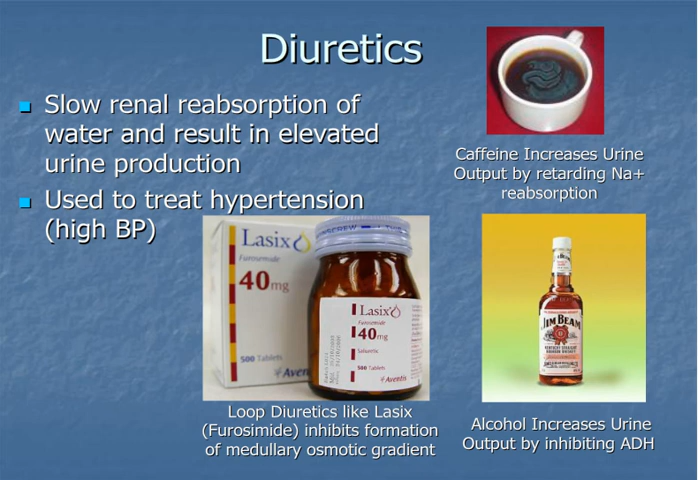 Diuretics
Slow renal reabsorption of
water and result in elevated
urine production
Used to treat hypertension
(high BP)
Caffeine Increases Urine
Output by retarding Na+
reabsorption
Lasix
Furosemide
40mg
500 Tablets
Aventis
Lasix
Furosemide
40mg
500 Tablets
Aventis
Loop Diuretics like Lasix
(Furosimide) inhibits formation
of medullary osmotic gradient
JIM BEAM
Alcohol Increases Urine
Output by inhibiting ADH